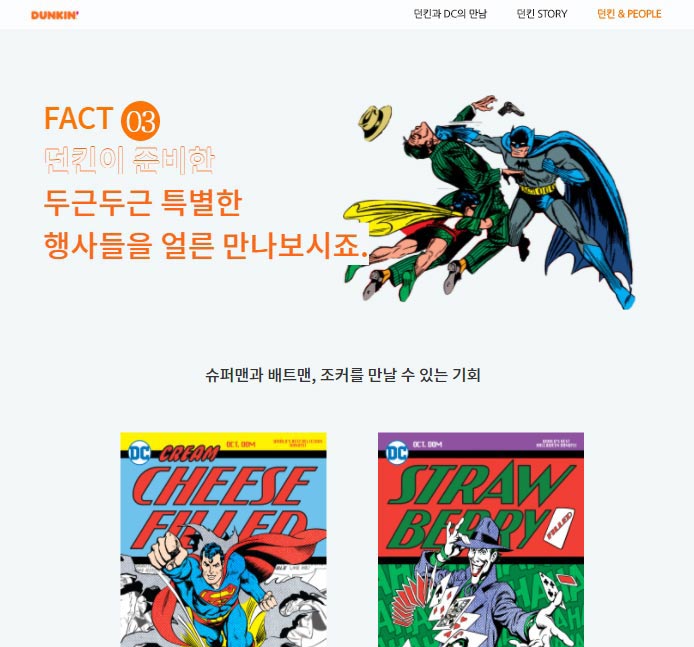 DUNKIN'
던킨과 DC의 만남
던킨 STORY
던킨 & PEOPLE
FACT 03
던킨이 준비한
두근두근 특별한
행사들을 얼른 만나보시죠.
슈퍼맨과 배트맨, 조커를 만날 수 있는 기회
DC
CREAM
OCT. DOM
CHEESE
FILLED
DC
OCT. DOM
STRAW
BERRY
FILLED